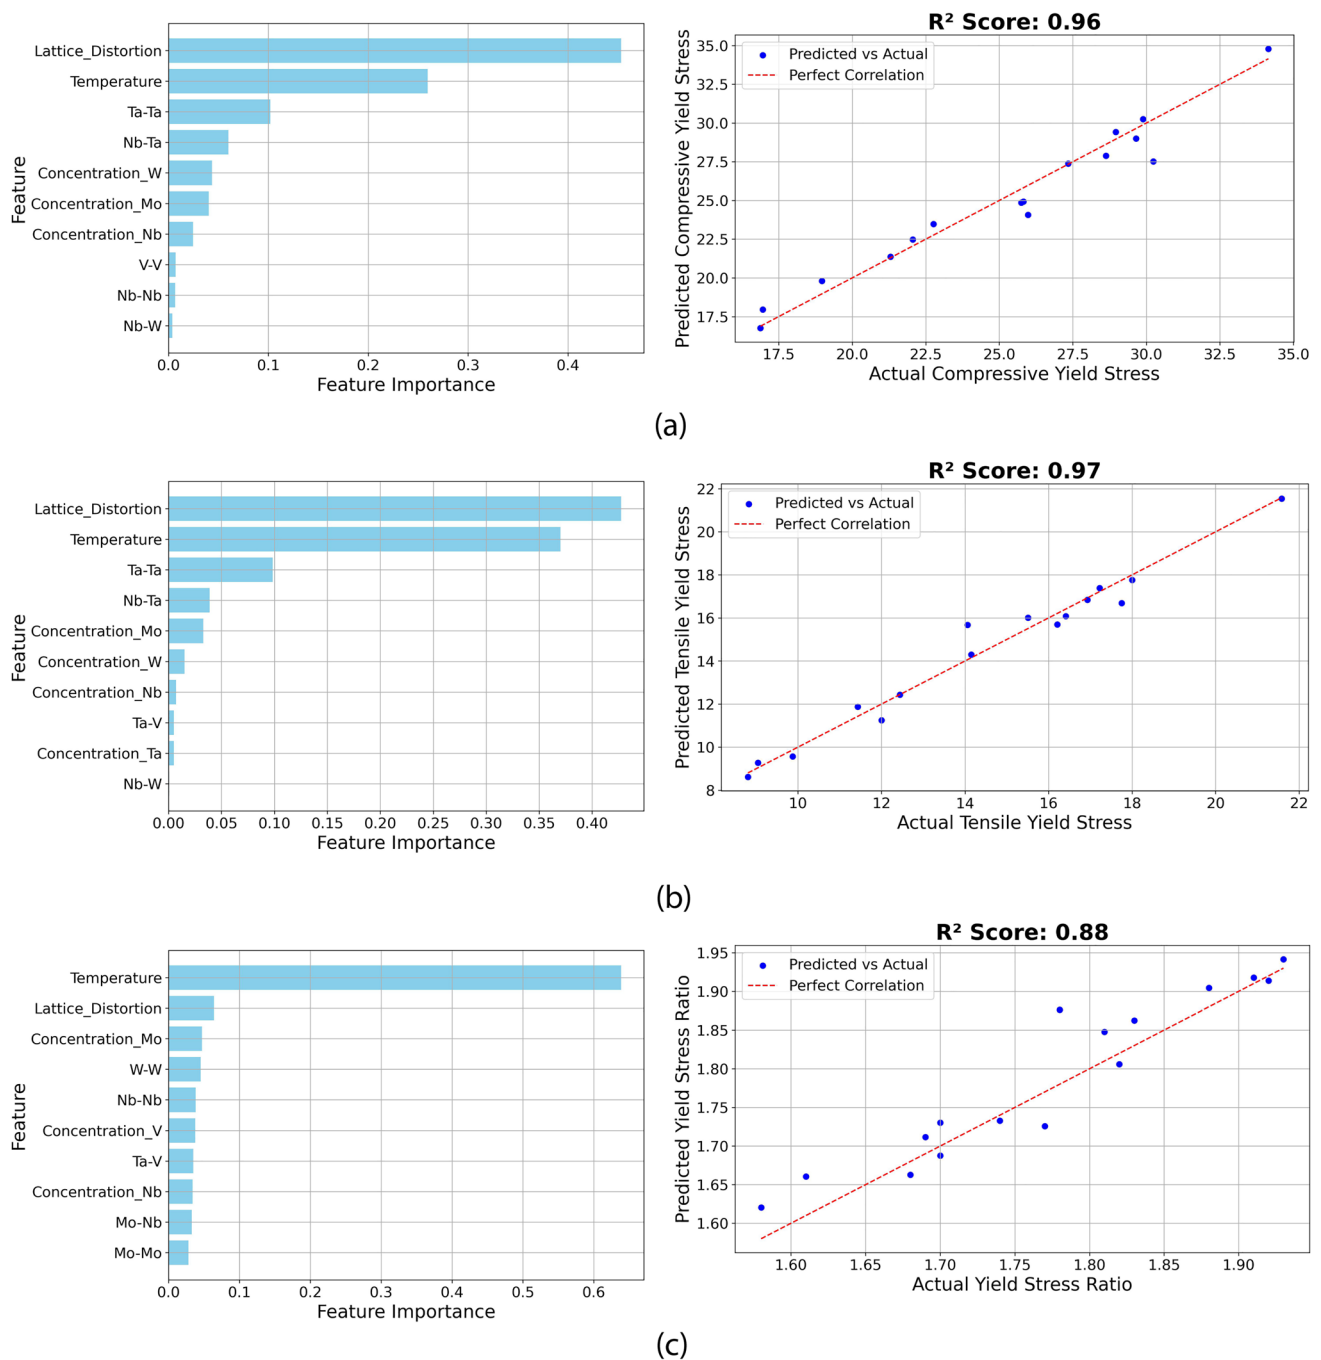 Lattice_Distortion
Temperature
Ta-Ta
Nb-Ta
Concentration_W
Concentration_Mo
Concentration_Nb
V-V
Nb-Nb
Nb-W
Feature
0.0 0.1 0.2 0.3 0.4
Feature Importance
R² Score: 0.96
Predicted vs Actual
Perfect Correlation
Predicted Compressive Yield Stress
35.0
32.5
30.0
27.5
25.0
22.5
20.0
17.5
17.5 20.0 22.5 25.0 27.5 30.0 32.5 35.0
Actual Compressive Yield Stress
(a)
Lattice_Distortion
Temperature
Ta-Ta
Nb-Ta
Concentration_Mo
Concentration_W
Concentration_Nb
Ta-V
Concentration_Ta
Nb-W
Feature
0.00 0.05 0.10 0.15 0.20 0.25 0.30 0.35 0.40
Feature Importance
R² Score: 0.97
Predicted vs Actual
Perfect Correlation
Predicted Tensile Yield Stress
22
20
18
16
14
12
10
8
10 12 14 16 18 20 22
Actual Tensile Yield Stress
(b)
Temperature
Lattice_Distortion
Concentration_Mo
W-W
Nb-Nb
Concentration_V
Ta-V
Concentration_Nb
Mo-Nb
Mo-Mo
Feature
0.0 0.1 0.2 0.3 0.4 0.5 0.6
Feature Importance
R² Score: 0.88
Predicted vs Actual
Perfect Correlation
Predicted Yield Stress Ratio
1.95
1.90
1.85
1.80
1.75
1.70
1.65
1.60
1.60 1.65 1.70 1.75 1.80 1.85 1.90
Actual Yield Stress Ratio
(c)